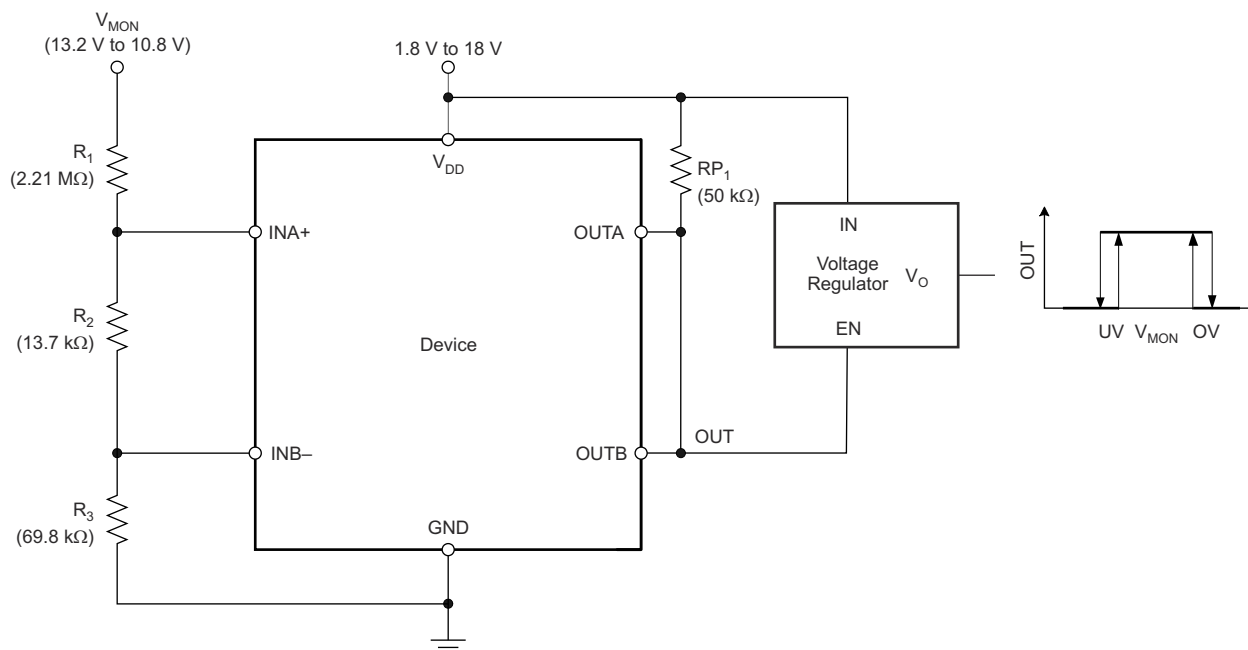 V_MON
(13.2 V to 10.8 V)
1.8 V to 18 V
R_1
(2.21 MΩ)
V_DD
RP_1
(50 kΩ)
INA+
OUTA
IN
Voltage
Regulator
V_O
EN
OUT
UV V_MON OV
R_2
(13.7 kΩ)
Device
INB–
OUTB
OUT
R_3
(69.8 kΩ)
GND